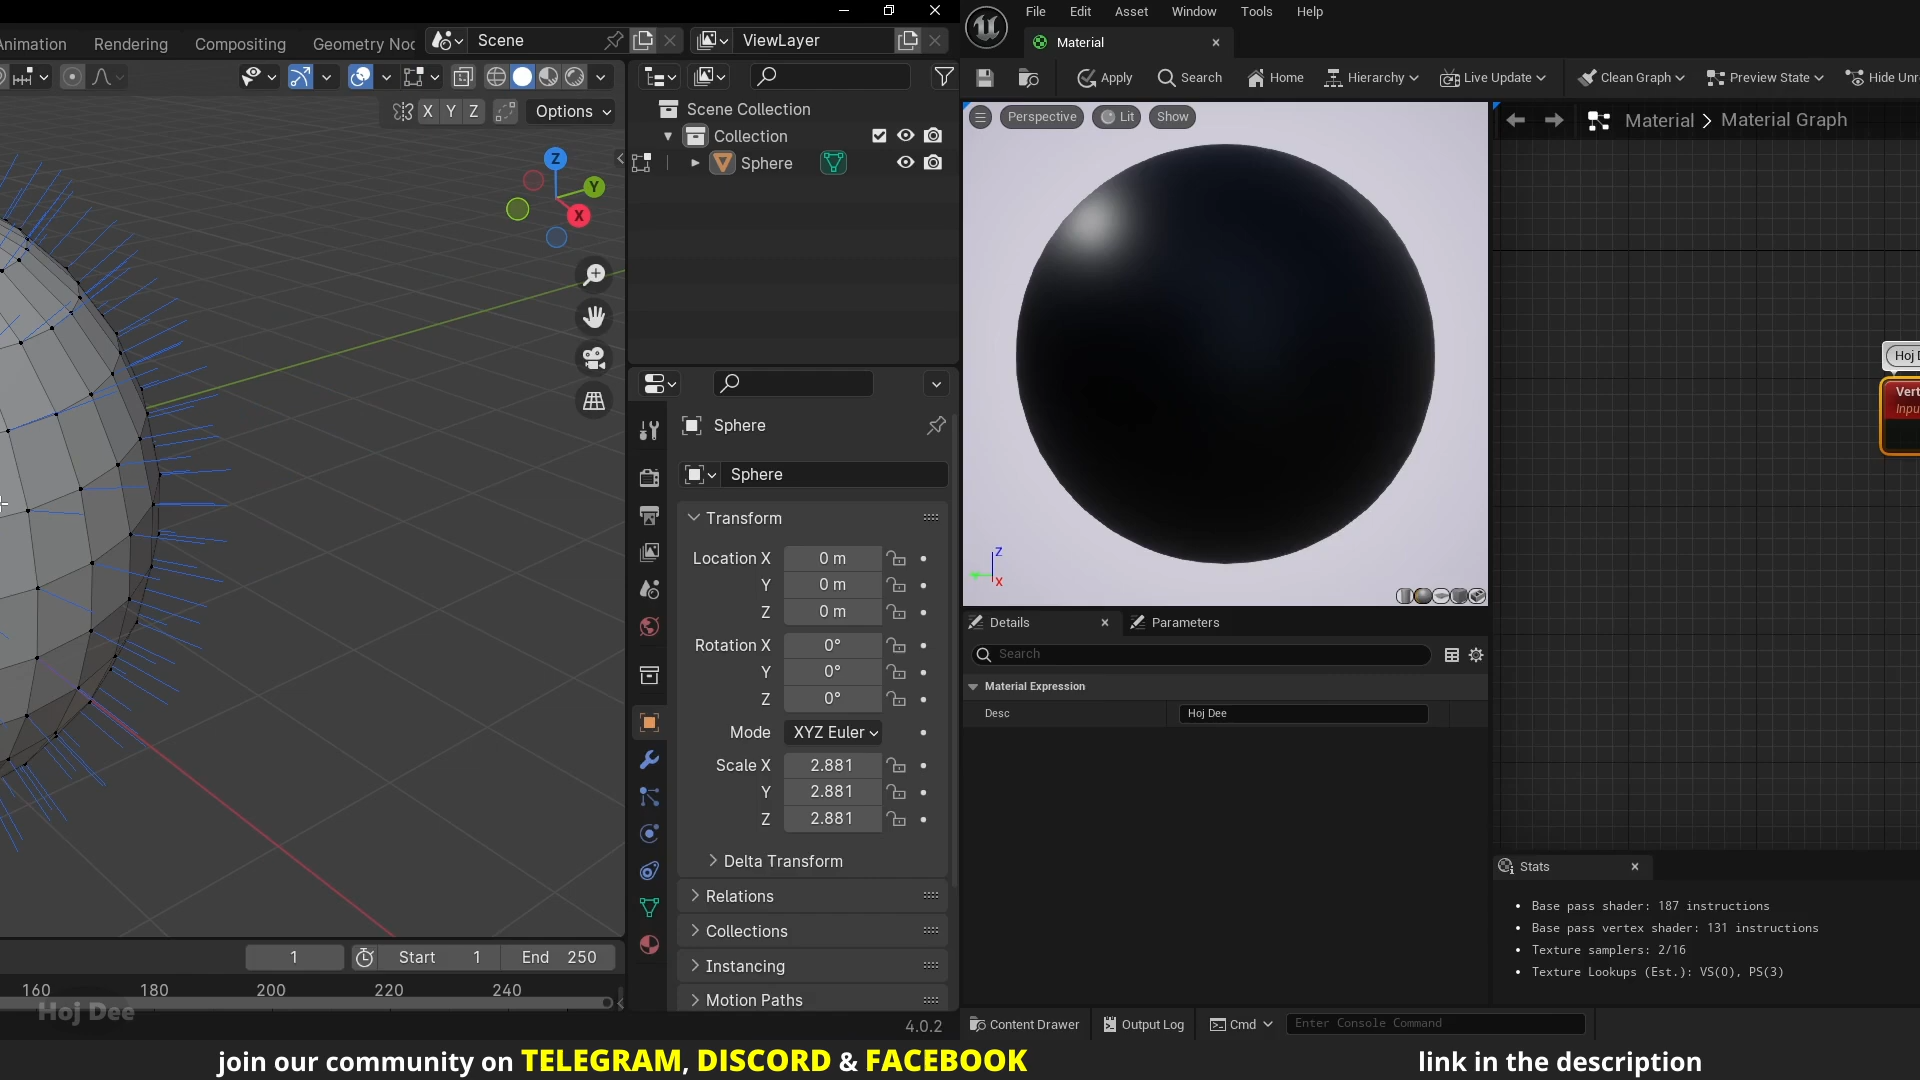 Animation Rendering Compositing Geometry Noc Scene ViewLayer
X Y Z Options
Scene Collection
Collection
Sphere
Z
Y
X
Sphere
Sphere
Transform
Location X 0 m
Y 0 m
Z 0 m
Rotation X 0°
Y 0°
Z 0°
Mode XYZ Euler
Scale X 2.881
Y 2.881
Z 2.881
Delta Transform
Relations
Collections
Instancing
Motion Paths
1 Start 1 End 250
160 180 200 220 240
Hoj Dee
4.0.2
File Edit Asset Window Tools Help
Material
Apply Search Home Hierarchy Live Update Clean Graph Preview State Hide Unr
Perspective Lit Show
Material > Material Graph
Hoj D
Vert
Inpu
Z
X
Details Parameters
Search
Material Expression
Desc Hoj Dee
Stats
Base pass shader: 187 instructions
Base pass vertex shader: 131 instructions
Texture samplers: 2/16
Texture Lookups (Est.): VS(0), PS(3)
Content Drawer Output Log Cmd Enter Console Command
join our community on TELEGRAM, DISCORD & FACEBOOK link in the description